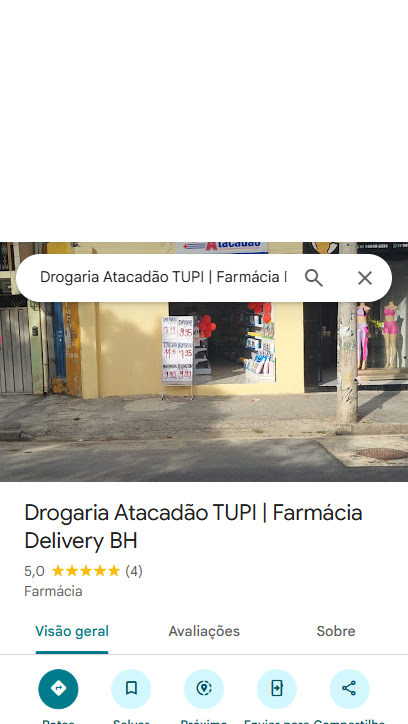 Atacadão
Drogaria Atacadão TUPI | Farmácia
Drogaria Atacadão TUPI | Farmácia
Delivery BH
5,0 (4)
Farmácia
Visão geral Avaliações Sobre
Rotas Salvar Próximo Enviar para Compartilhe